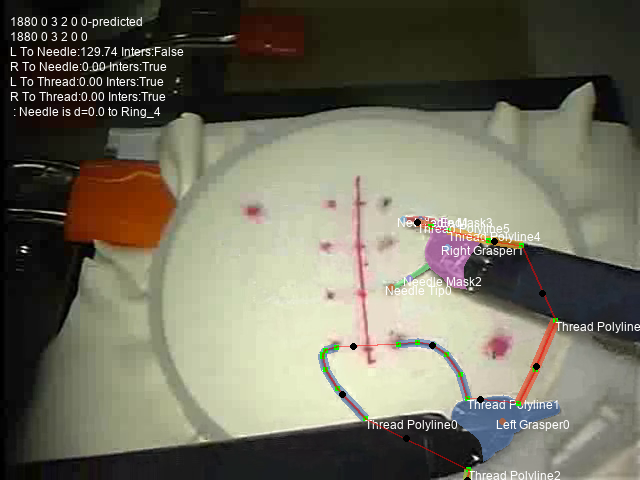 1880 0 3 2 0 0-predicted
1880 0 3 2 0 0
L To Needle:129.74 Inters:False
R To Needle:0.00 Inters:True
L To Thread:0.00 Inters:True
R To Thread:0.00 Inters:True
: Needle is d=0.0 to Ring_4
Thread Polyline5
Thread Polyline4
Right Grasper1
Needle Mask2
Needle Tip0
Thread Polyline
Thread Polyline1
Thread Polyline0
Left Grasper0
Thread Polyline2